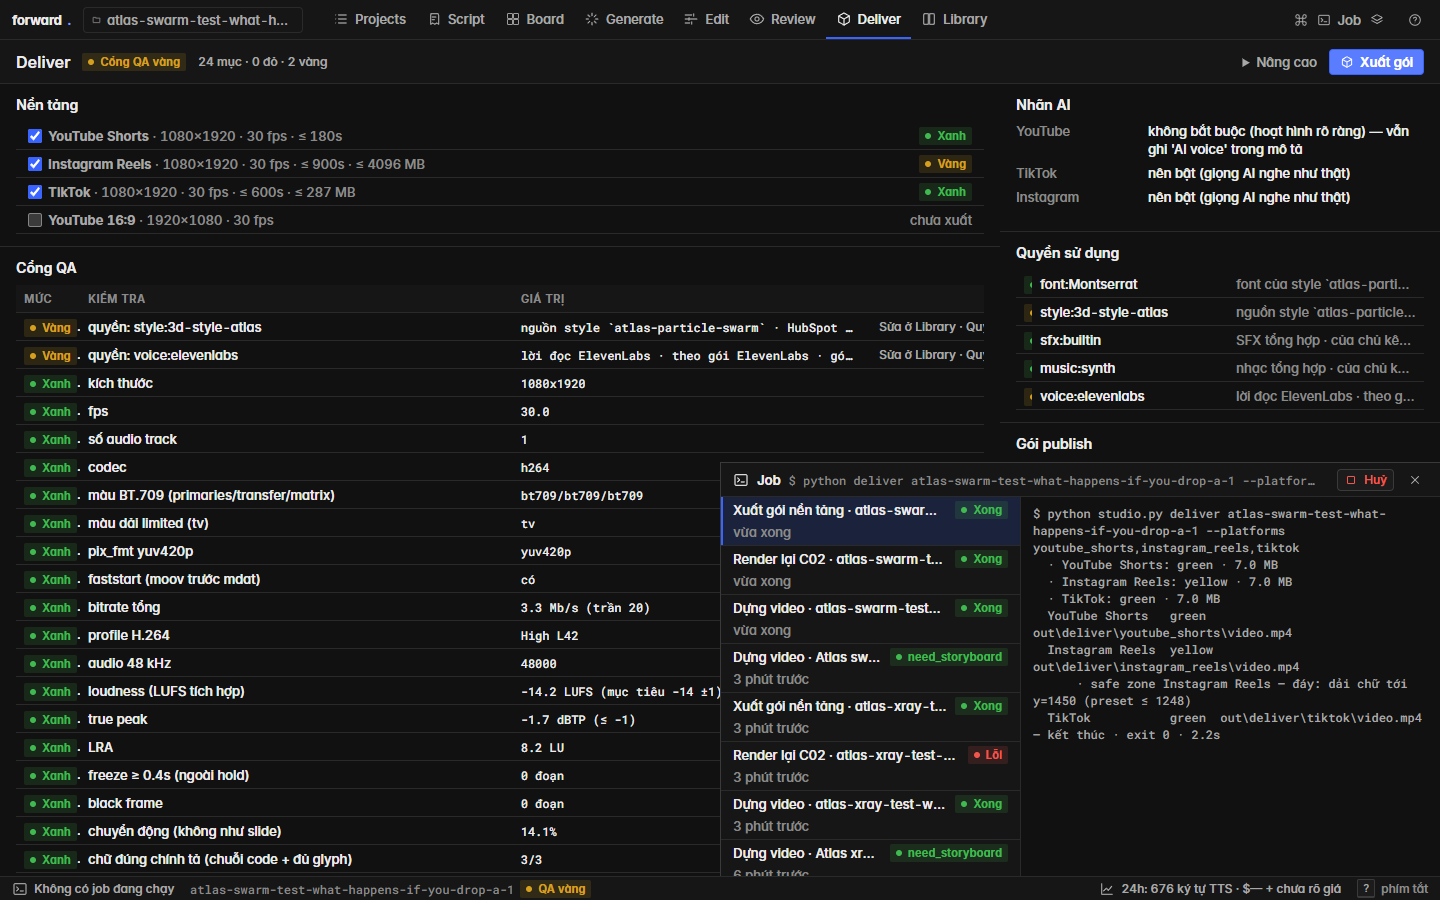 forward .
atlas-swarm-test-what-h...
Projects
Script
Board
Generate
Edit
Review
Deliver
Library
Job
Deliver
Cổng QA vàng
24 mục · 0 đỏ · 2 vàng
Nâng cao
Xuất gói
Nền tảng
YouTube Shorts · 1080×1920 · 30 fps · ≤ 180s
Xanh
Instagram Reels · 1080×1920 · 30 fps · ≤ 900s · ≤ 4096 MB
Vàng
TikTok · 1080×1920 · 30 fps · ≤ 600s · ≤ 287 MB
Xanh
YouTube 16:9 · 1920×1080 · 30 fps
chưa xuất
Cổng QA
MỨC KIỂM TRA GIÁ TRỊ
Vàng . quyền: style:3d-style-atlas nguồn style `atlas-particle-swarm` · HubSpot … Sửa ở Library · Quy
Vàng . quyền: voice:elevenlabs lời đọc ElevenLabs · theo gói ElevenLabs · gó… Sửa ở Library · Quy
Xanh . kích thước 1080x1920
Xanh . fps 30.0
Xanh . số audio track 1
Xanh . codec h264
Xanh . màu BT.709 (primaries/transfer/matrix) bt709/bt709/bt709
Xanh . màu dải limited (tv) tv
Xanh . pix_fmt yuv420p yuv420p
Xanh . faststart (moov trước mdat) có
Xanh . bitrate tổng 3.3 Mb/s (trần 20)
Xanh . profile H.264 High L42
Xanh . audio 48 kHz 48000
Xanh . loudness (LUFS tích hợp) -14.2 LUFS (mục tiêu -14 ±1)
Xanh . true peak -1.7 dBTP (≤ -1)
Xanh . LRA 8.2 LU
Xanh . freeze ≥ 0.4s (ngoài hold) 0 đoạn
Xanh . black frame 0 đoạn
Xanh . chuyển động (không như slide) 14.1%
Xanh . chữ đúng chính tả (chuỗi code + đủ glyph) 3/3
Nhãn AI
YouTube không bắt buộc (hoạt hình rõ ràng) — vẫn
ghi 'AI voice' trong mô tả
TikTok nên bật (giọng AI nghe như thật)
Instagram nên bật (giọng AI nghe như thật)
Quyền sử dụng
font:Montserrat font của style `atlas-parti...
style:3d-style-atlas nguồn style `atlas-particle...
sfx:builtin SFX tổng hợp · của chủ kê...
music:synth nhạc tổng hợp · của chủ k...
voice:elevenlabs lời đọc ElevenLabs · theo g...
Gói publish
Job $ python deliver atlas-swarm-test-what-happens-if-you-drop-a-1 --platfor…
Huỷ
Xuất gói nền tảng · atlas-swar... Xong
vừa xong
Render lại C02 · atlas-swarm-t... Xong
vừa xong
Dựng video · atlas-swarm-test... Xong
vừa xong
Dựng video · Atlas sw... need_storyboard
3 phút trước
Xuất gói nền tảng · atlas-xray-t... Xong
3 phút trước
Render lại C02 · atlas-xray-test-... Lỗi
3 phút trước
Dựng video · atlas-xray-test-w... Xong
3 phút trước
Dựng video · Atlas xr... need_storyboard
6 phút trước
$ python studio.py deliver atlas-swarm-test-what-
happens-if-you-drop-a-1 --platforms
youtube_shorts,instagram_reels,tiktok
· YouTube Shorts: green · 7.0 MB
· Instagram Reels: yellow · 7.0 MB
· TikTok: green · 7.0 MB
YouTube Shorts green
out\deliver\youtube_shorts\video.mp4
Instagram Reels yellow
out\deliver\instagram_reels\video.mp4
· safe zone Instagram Reels — đáy: dải chữ tới
y=1450 (preset ≤ 1248)
TikTok green out\deliver\tiktok\video.mp4
— kết thúc · exit 0 · 2.2s
Không có job đang chạy
atlas-swarm-test-what-happens-if-you-drop-a-1
QA vàng
24h: 676 ký tự TTS · $— + chưa rõ giá
? phím tắt